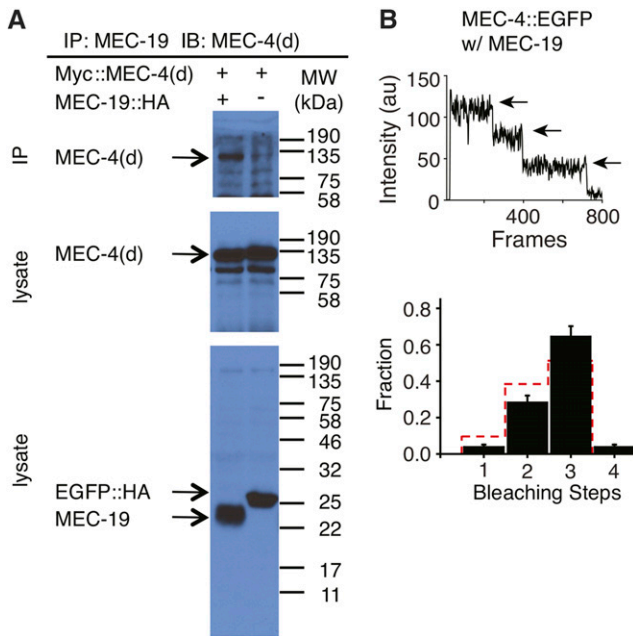 A
IP: MEC-19 IB: MEC-4(d)
Myc::MEC-4(d) + + MW
MEC-19::HA + - (kDa)
IP
MEC-4(d)
190
135
75
58
lysate
MEC-4(d)
190
135
75
58
lysate
190
135
75
58
46
32
EGFP::HA
25
MEC-19
22
17
11
B
MEC-4::EGFP
w/ MEC-19
Intensity (au)
150
100
50
0
400 800
Frames
Fraction
0.8
0.6
0.4
0.2
0.0
1 2 3 4
Bleaching Steps